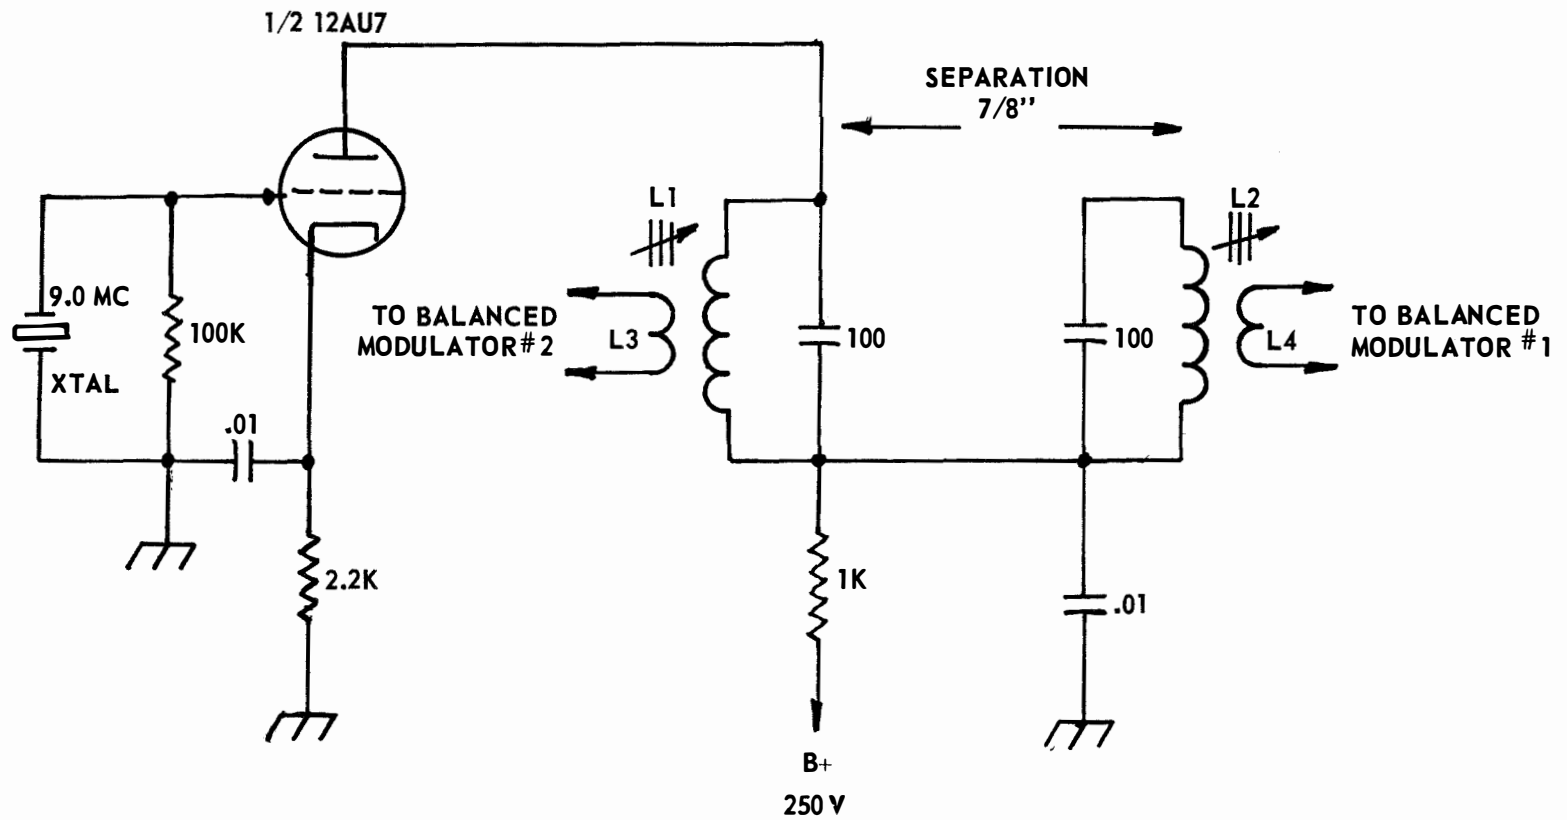 1/2 12AU7
SEPARATION
7/8"
L1
L2
9.0 MC
100K
XTAL
.01
TO BALANCED
MODULATOR #2
L3
100
100
L4
TO BALANCED
MODULATOR #1
2.2K
1K
.01
B+
250 V